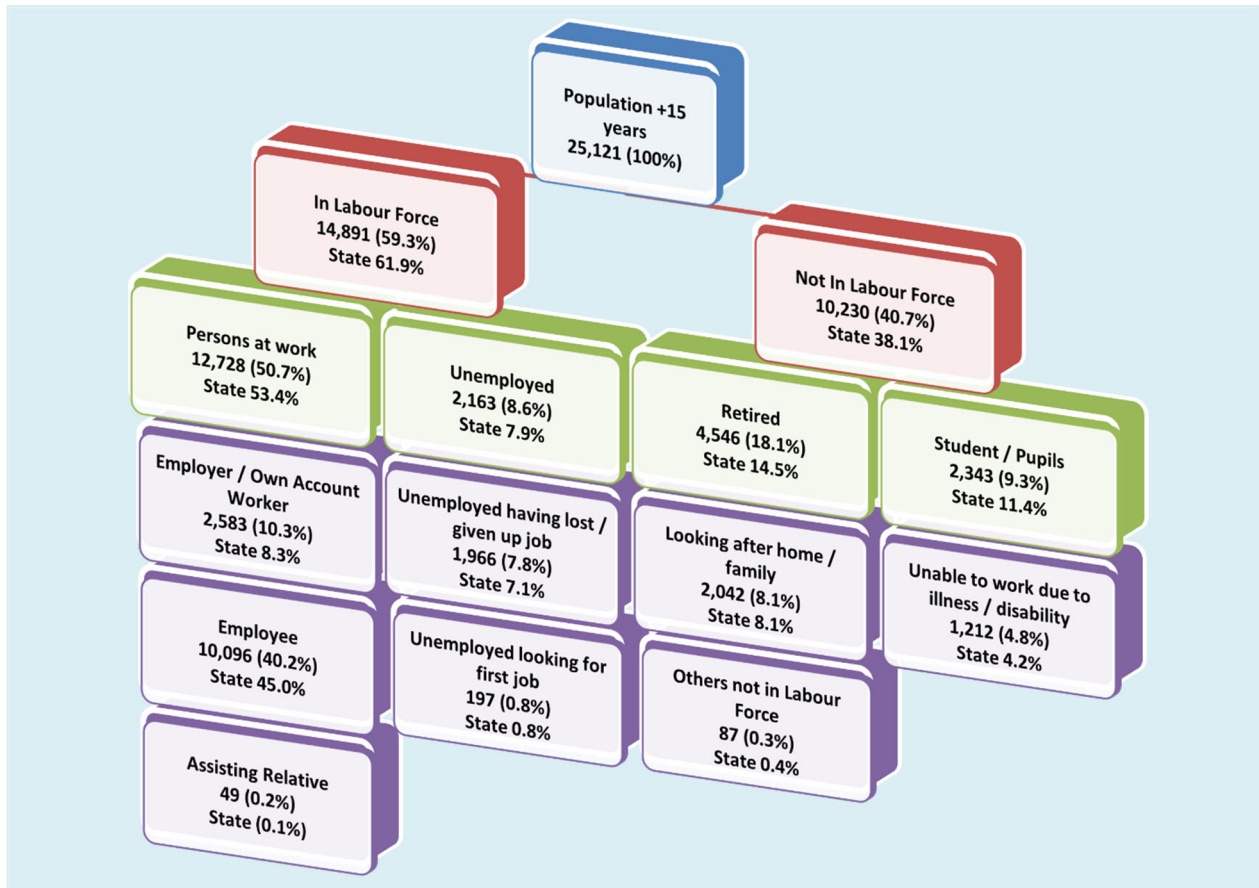 Population +15
years
25,121 (100%)
In Labour Force
14,891 (59.3%)
State 61.9%
Not In Labour Force
10,230 (40.7%)
State 38.1%
Persons at work
12,728 (50.7%)
State 53.4%
Unemployed
2,163 (8.6%)
State 7.9%
Retired
4,546 (18.1%)
State 14.5%
Student / Pupils
2,343 (9.3%)
State 11.4%
Employer / Own Account
Worker
2,583 (10.3%)
State 8.3%
Unemployed having lost /
given up job
1,966 (7.8%)
State 7.1%
Looking after home /
family
2,042 (8.1%)
State 8.1%
Unable to work due to
illness / disability
1,212 (4.8%)
State 4.2%
Employee
10,096 (40.2%)
State 45.0%
Unemployed looking for
first job
197 (0.8%)
State 0.8%
Others not in Labour
Force
87 (0.3%)
State 0.4%
Assisting Relative
49 (0.2%)
State (0.1%)